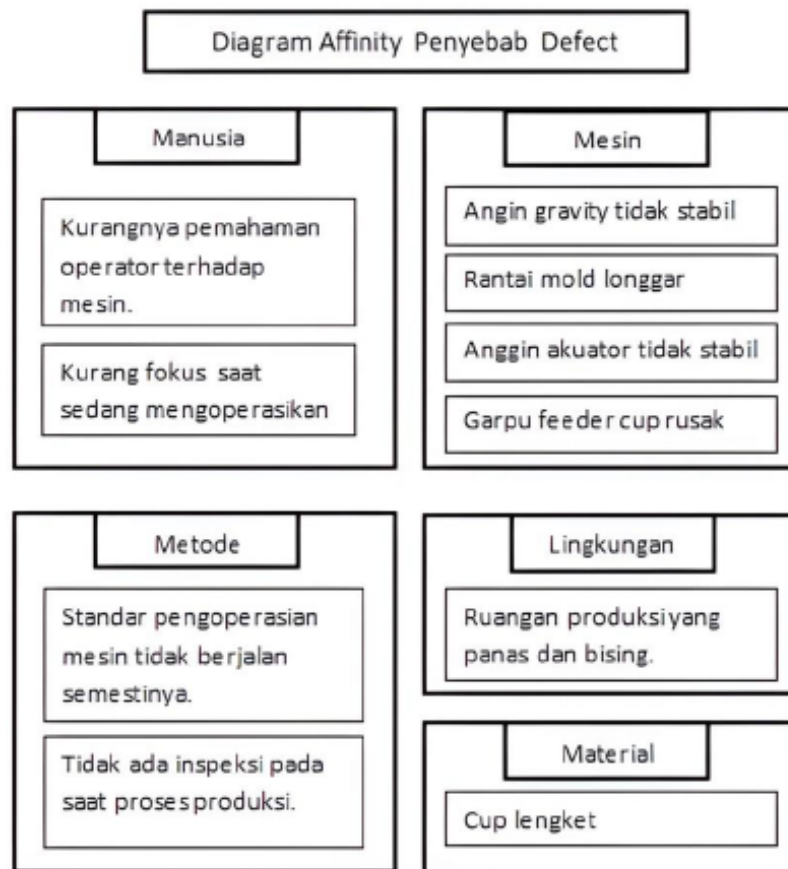 Diagram Affinity Penyebab Defect
Manusia
Kurangnya pemahaman
operator terhadap
mesin.
Kurang fokus saat
sedang mengoperasikan
Mesin
Angin gravity tidak stabil
Rantai mold longgar
Anggin akuator tidak stabil
Garpu feeder cup rusak
Metode
Standar pengoperasian
mesin tidak berjalan
semestinya.
Tidak ada inspeksi pada
saat proses produksi.
Lingkungan
Ruangan produksi yang
panas dan bising.
Material
Cup lengket